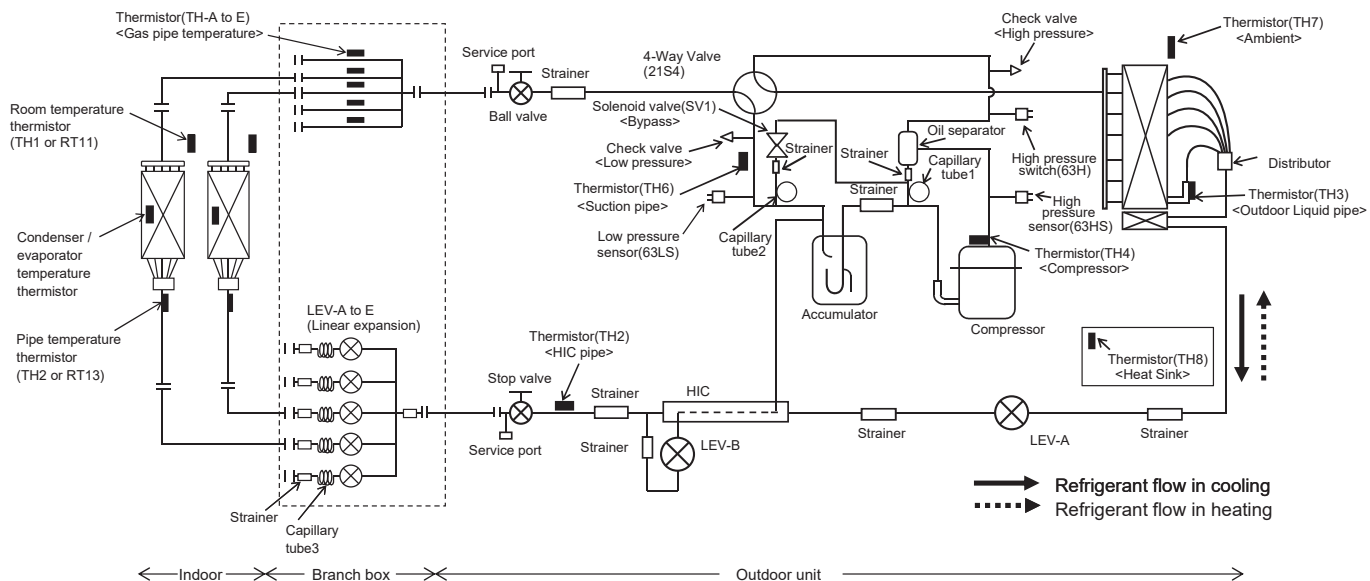 Thermistor(TH-A to E)
<Gas pipe temperature>
Service port
Strainer
Ball valve
4-Way Valve
(21S4)
Solenoid valve(SV1)
<Bypass>
Check valve
<High pressure>
Thermistor(TH7)
<Ambient>
Room temperature
thermistor
(TH1 or RT11)
Check valve
<Low pressure>
Strainer
Strainer
Oil separator
Capillary
tube1
High pressure
switch(63H)
Distributor
Thermistor(TH6)
<Suction pipe>
Strainer
High
pressure
sensor(63HS)
Thermistor(TH3)
<Outdoor Liquid pipe>
Condenser /
evaporator
temperature
thermistor
Low pressure
sensor(63LS)
Capillary
tube2
Thermistor(TH4)
<Compressor>
Accumulator
Compressor
Pipe temperature
thermistor
(TH2 or RT13)
LEV-A to E
(Linear expansion)
Thermistor(TH2)
<HIC pipe>
Thermistor(TH8)
<Heat Sink>
Stop valve
Strainer
HIC
Service port
Strainer
LEV-B
Strainer
LEV-A
Strainer
Strainer
Capillary
tube3
Refrigerant flow in cooling
Refrigerant flow in heating
Indoor
Branch box
Outdoor unit